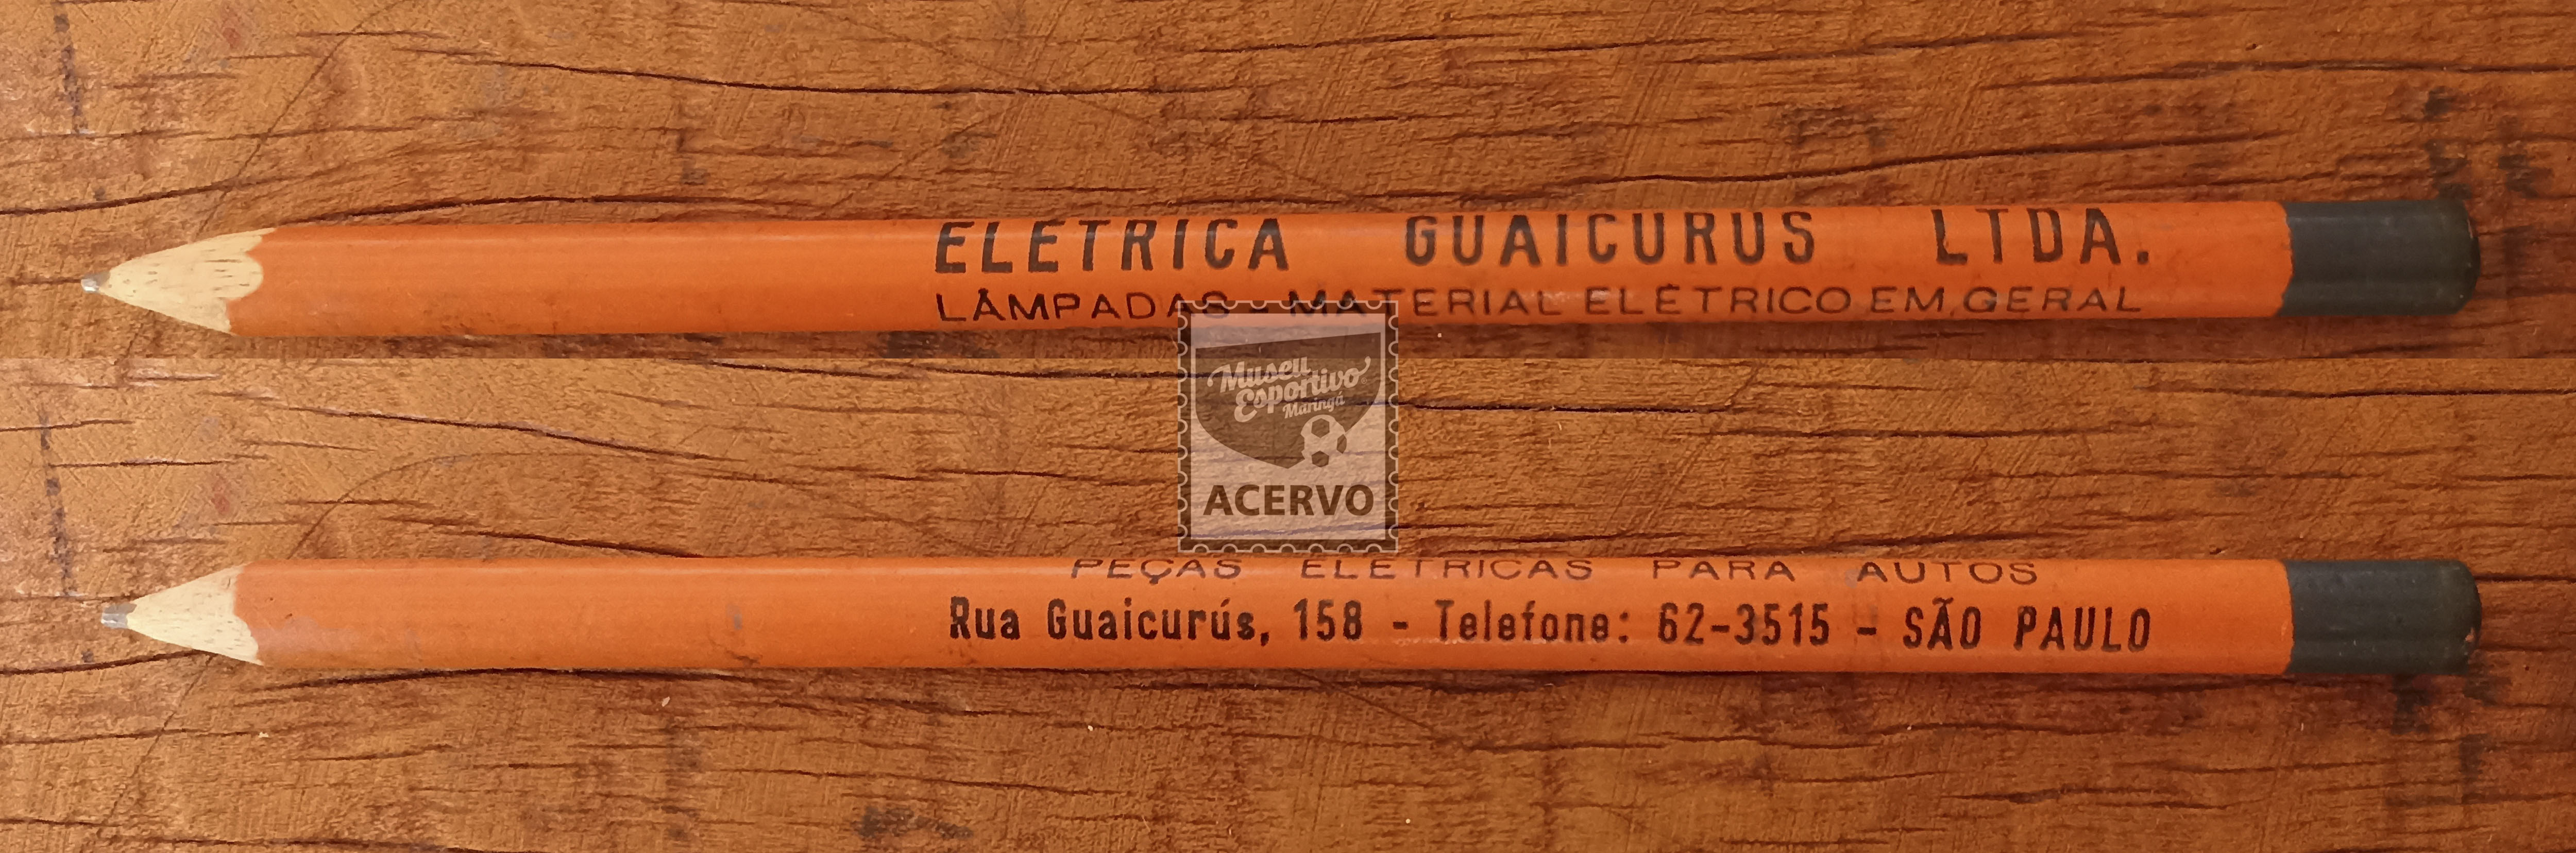 ELÉTRICA GUAICURUS LTDA.
LÂMPADAS - MATERIAL ELÉTRICO EM GERAL
Museu
Esportivo
Maringá
ACERVO
PEÇAS ELÉTRICAS PARA AUTOS
Rua Guaicurús, 158 - Telefone: 62-3515 - SÃO PAULO